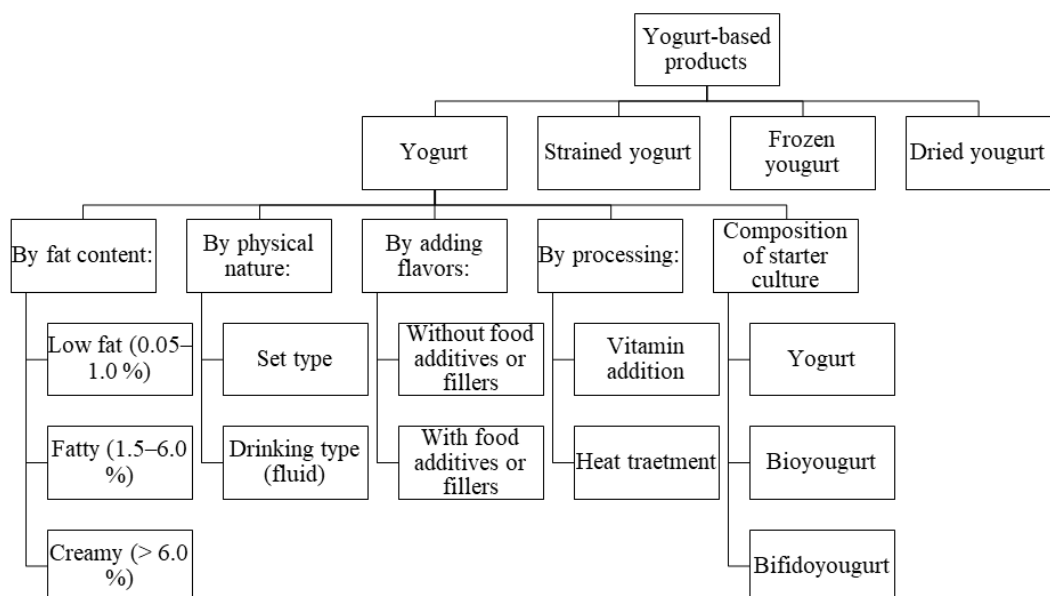 Yogurt-based
products
Yogurt
Strained yogurt
Frozen
yougurt
Dried yougurt
By fat content:
By physical
nature:
By adding
flavors:
By processing:
Composition
of starter
culture
Low fat (0.05–
1.0 %)
Set type
Without food
additives or
fillers
Vitamin
addition
Yogurt
Fatty (1.5–6.0
%)
Drinking type
(fluid)
With food
additives or
fillers
Heat traetment
Bioyougurt
Creamy (> 6.0
%)
Bifidoyougurt